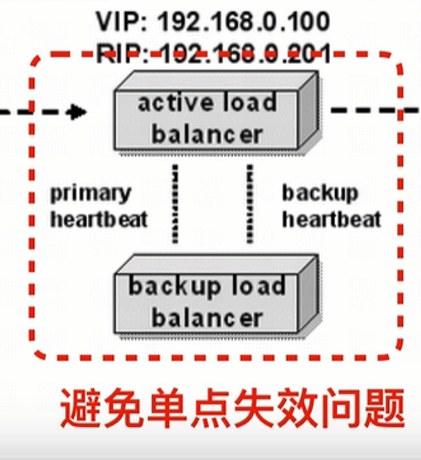 VIP: 192.168.0.100
RIP: 192.168.0.201
active load
balancer
primary
heartbeat
backup
heartbeat
backup load
balancer
避免单点失效问题